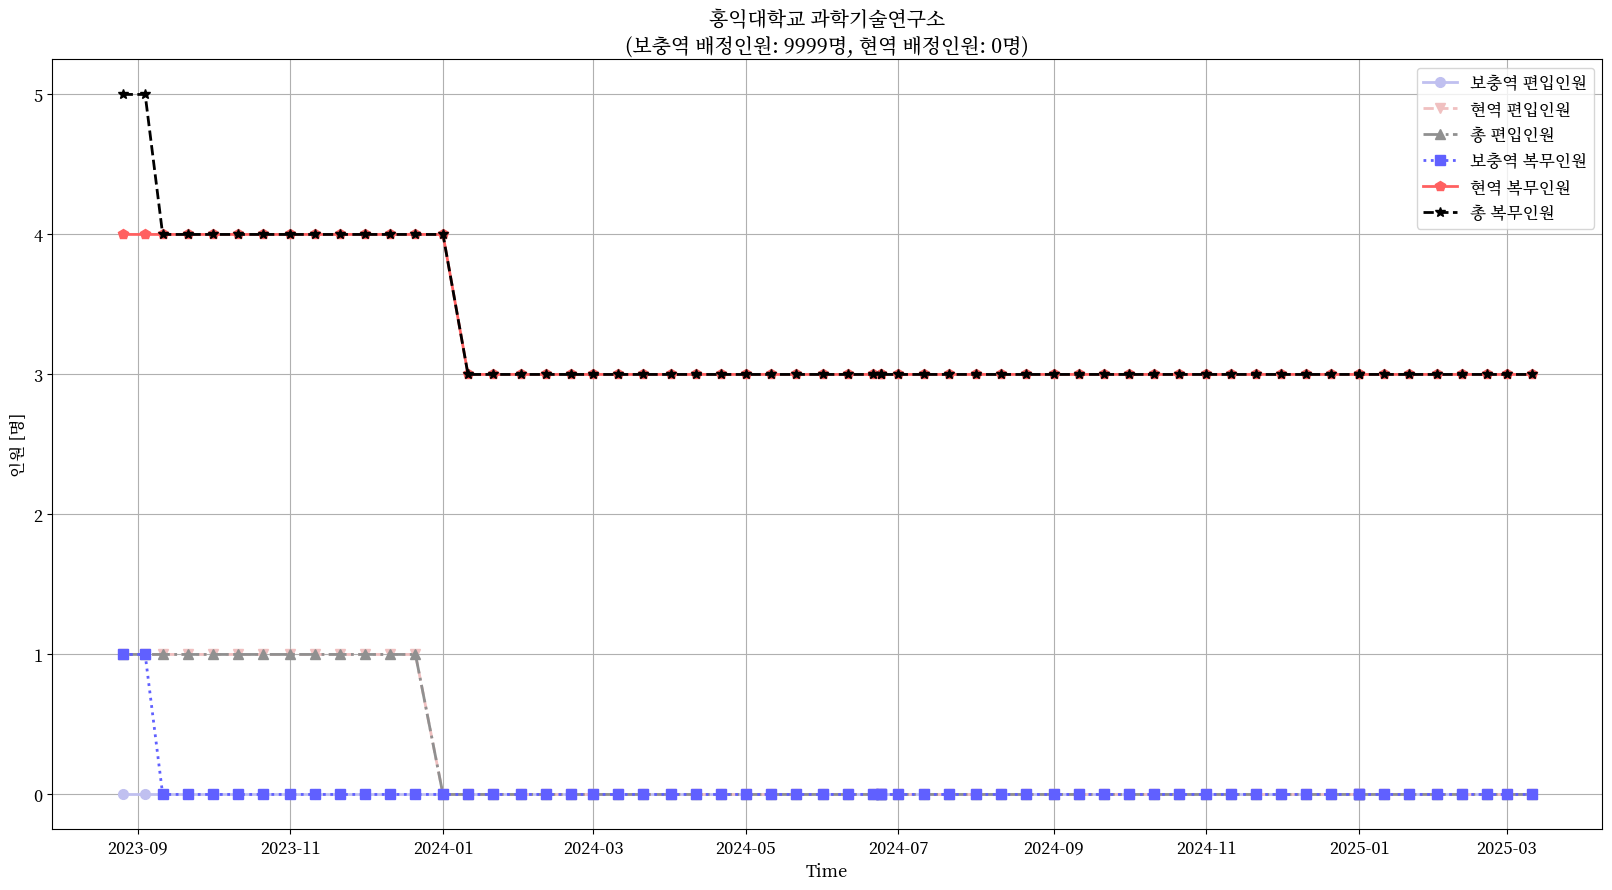 홍익대학교 과학기술연구소
(보충역 배정인원: 9999명, 현역 배정인원: 0명)
보충역 편입인원
현역 편입인원
총 편입인원
보충역 복무인원
현역 복무인원
총 복무인원
인원 [명]
5
4
3
2
1
0
2023-09
2023-11
2024-01
2024-03
2024-05
2024-07
2024-09
2024-11
2025-01
2025-03
Time